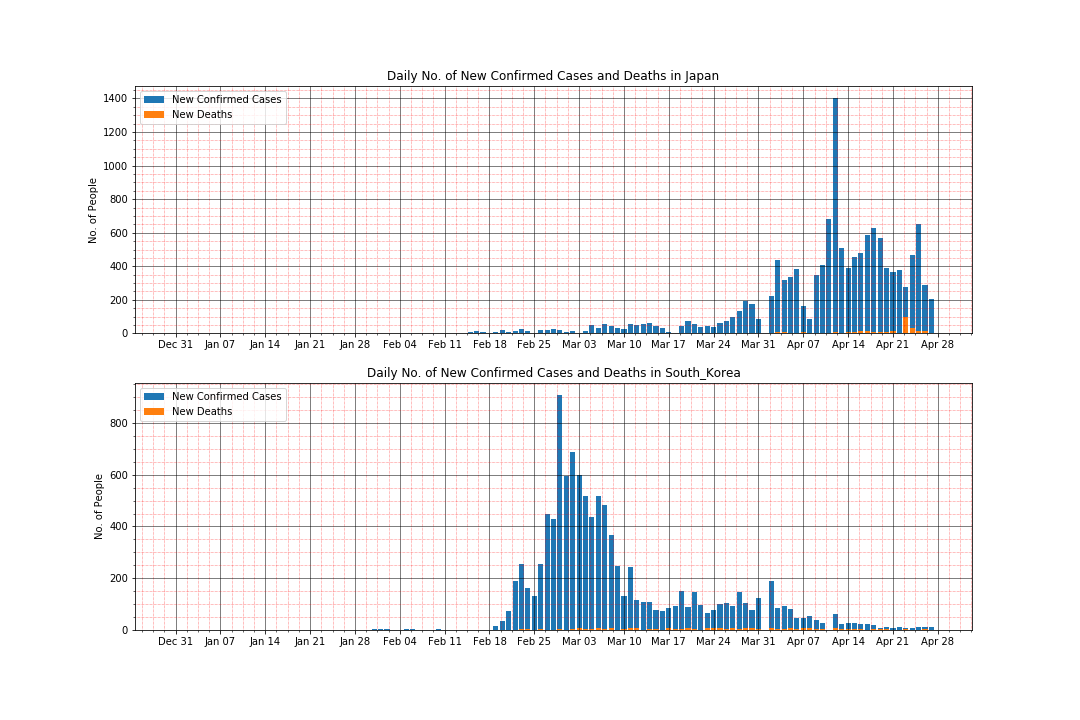 Daily No. of New Confirmed Cases and Deaths in Japan
New Confirmed Cases
New Deaths
No. of People
1400
1200
1000
800
600
400
200
0
Dec 31 Jan 07 Jan 14 Jan 21 Jan 28 Feb 04 Feb 11 Feb 18 Feb 25 Mar 03 Mar 10 Mar 17 Mar 24 Mar 31 Apr 07 Apr 14 Apr 21 Apr 28
Daily No. of New Confirmed Cases and Deaths in South_Korea
New Confirmed Cases
New Deaths
No. of People
800
600
400
200
0
Dec 31 Jan 07 Jan 14 Jan 21 Jan 28 Feb 04 Feb 11 Feb 18 Feb 25 Mar 03 Mar 10 Mar 17 Mar 24 Mar 31 Apr 07 Apr 14 Apr 21 Apr 28